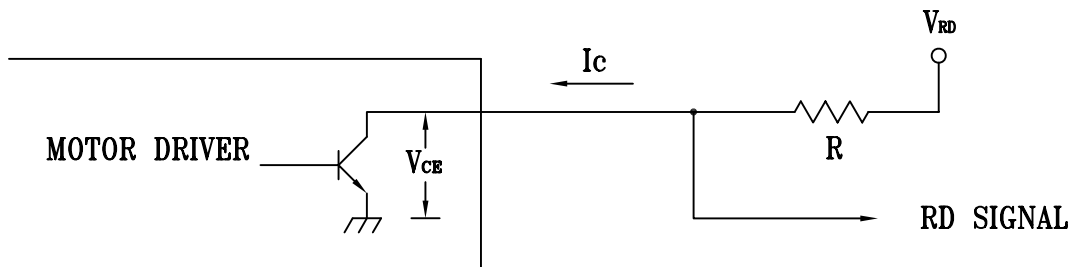 VRD
Ic
MOTOR DRIVER
VCE
R
RD SIGNAL